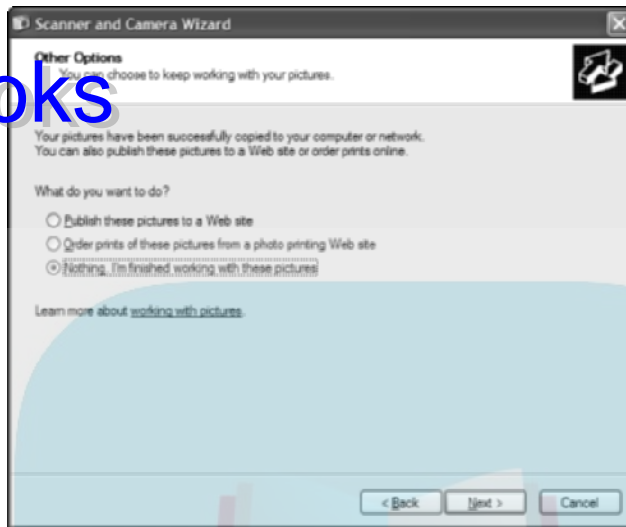 Scanner and Camera Wizard
Other Options
You can choose to keep working with your pictures.
oks
Your pictures have been successfully copied to your computer or network.
You can also publish these pictures to a Web site or order prints online.
What do you want to do?
Publish these pictures to a Web site
Order prints of these pictures from a photo printing Web site
Nothing. I'm finished working with these pictures
Learn more about working with pictures.
< Back
Next >
Cancel